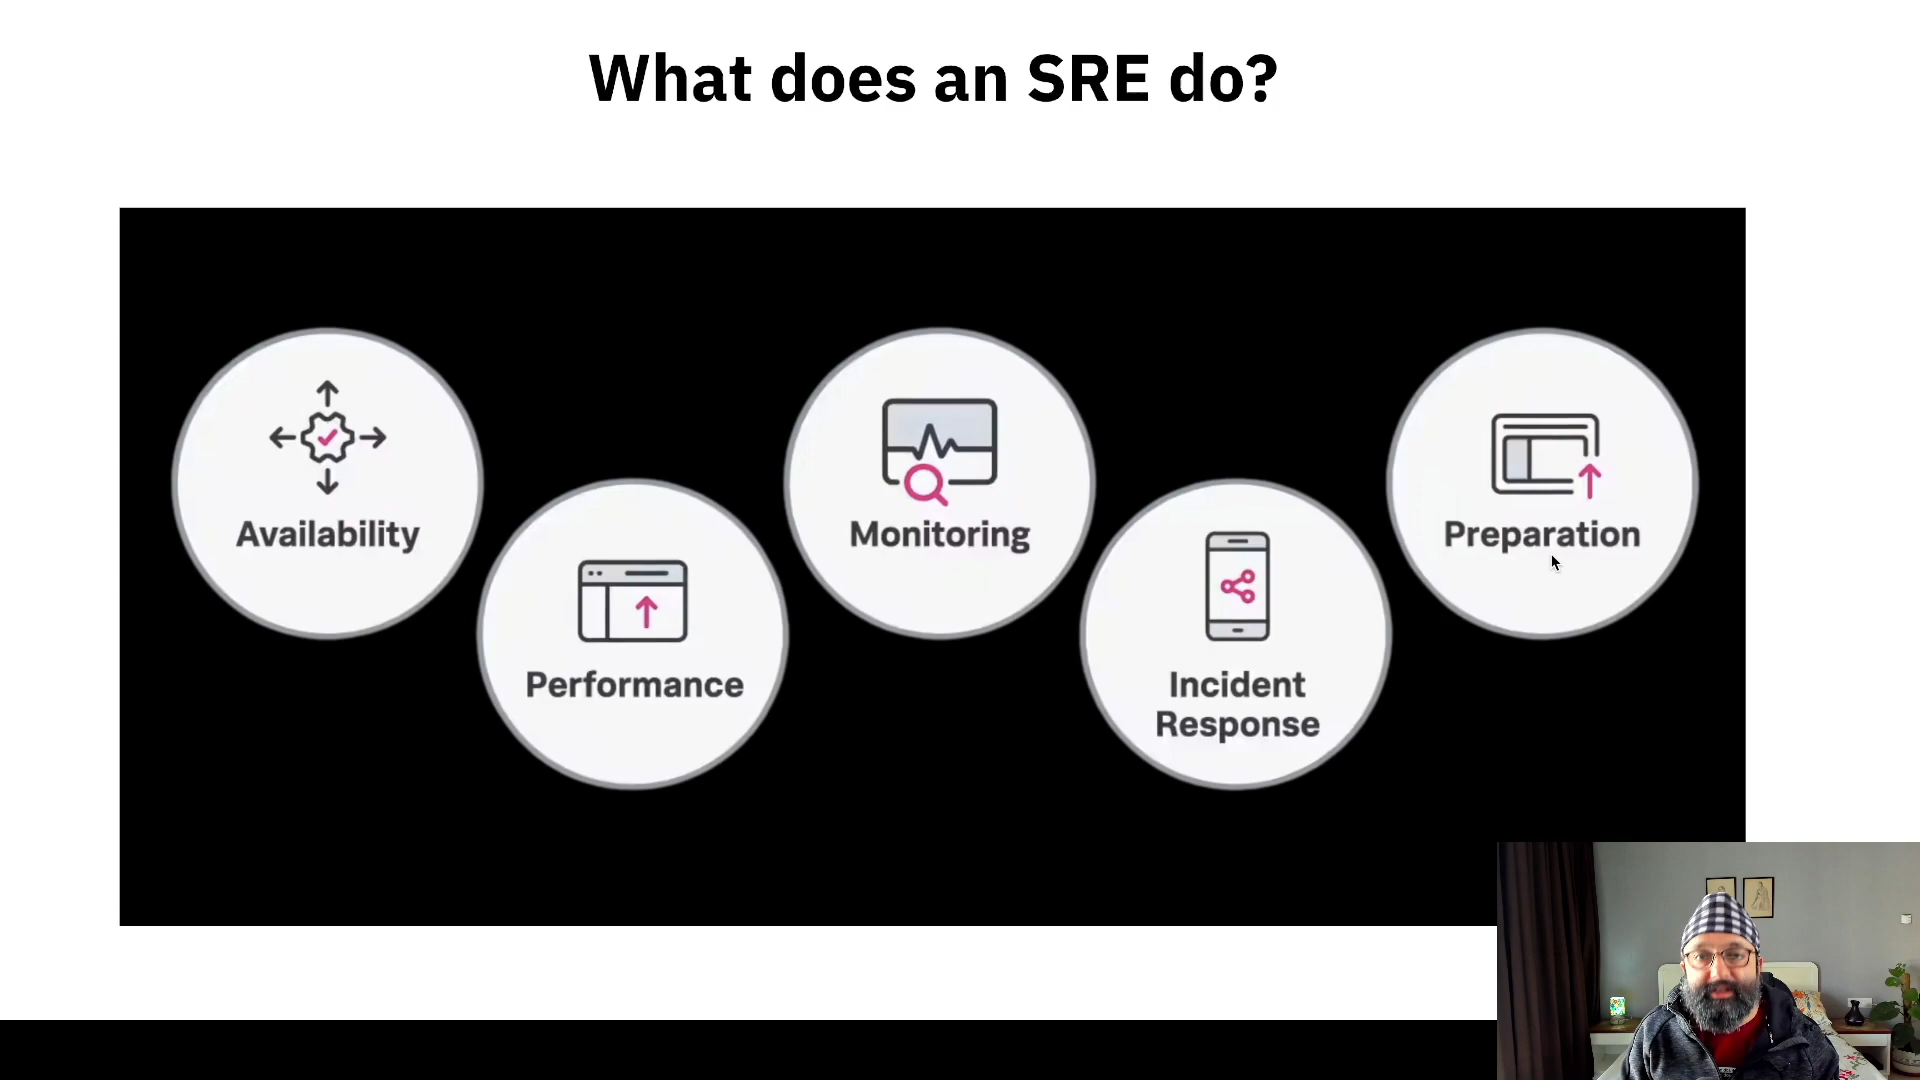 What does an SRE do?
Availability
Performance
Monitoring
Incident
Response
Preparation